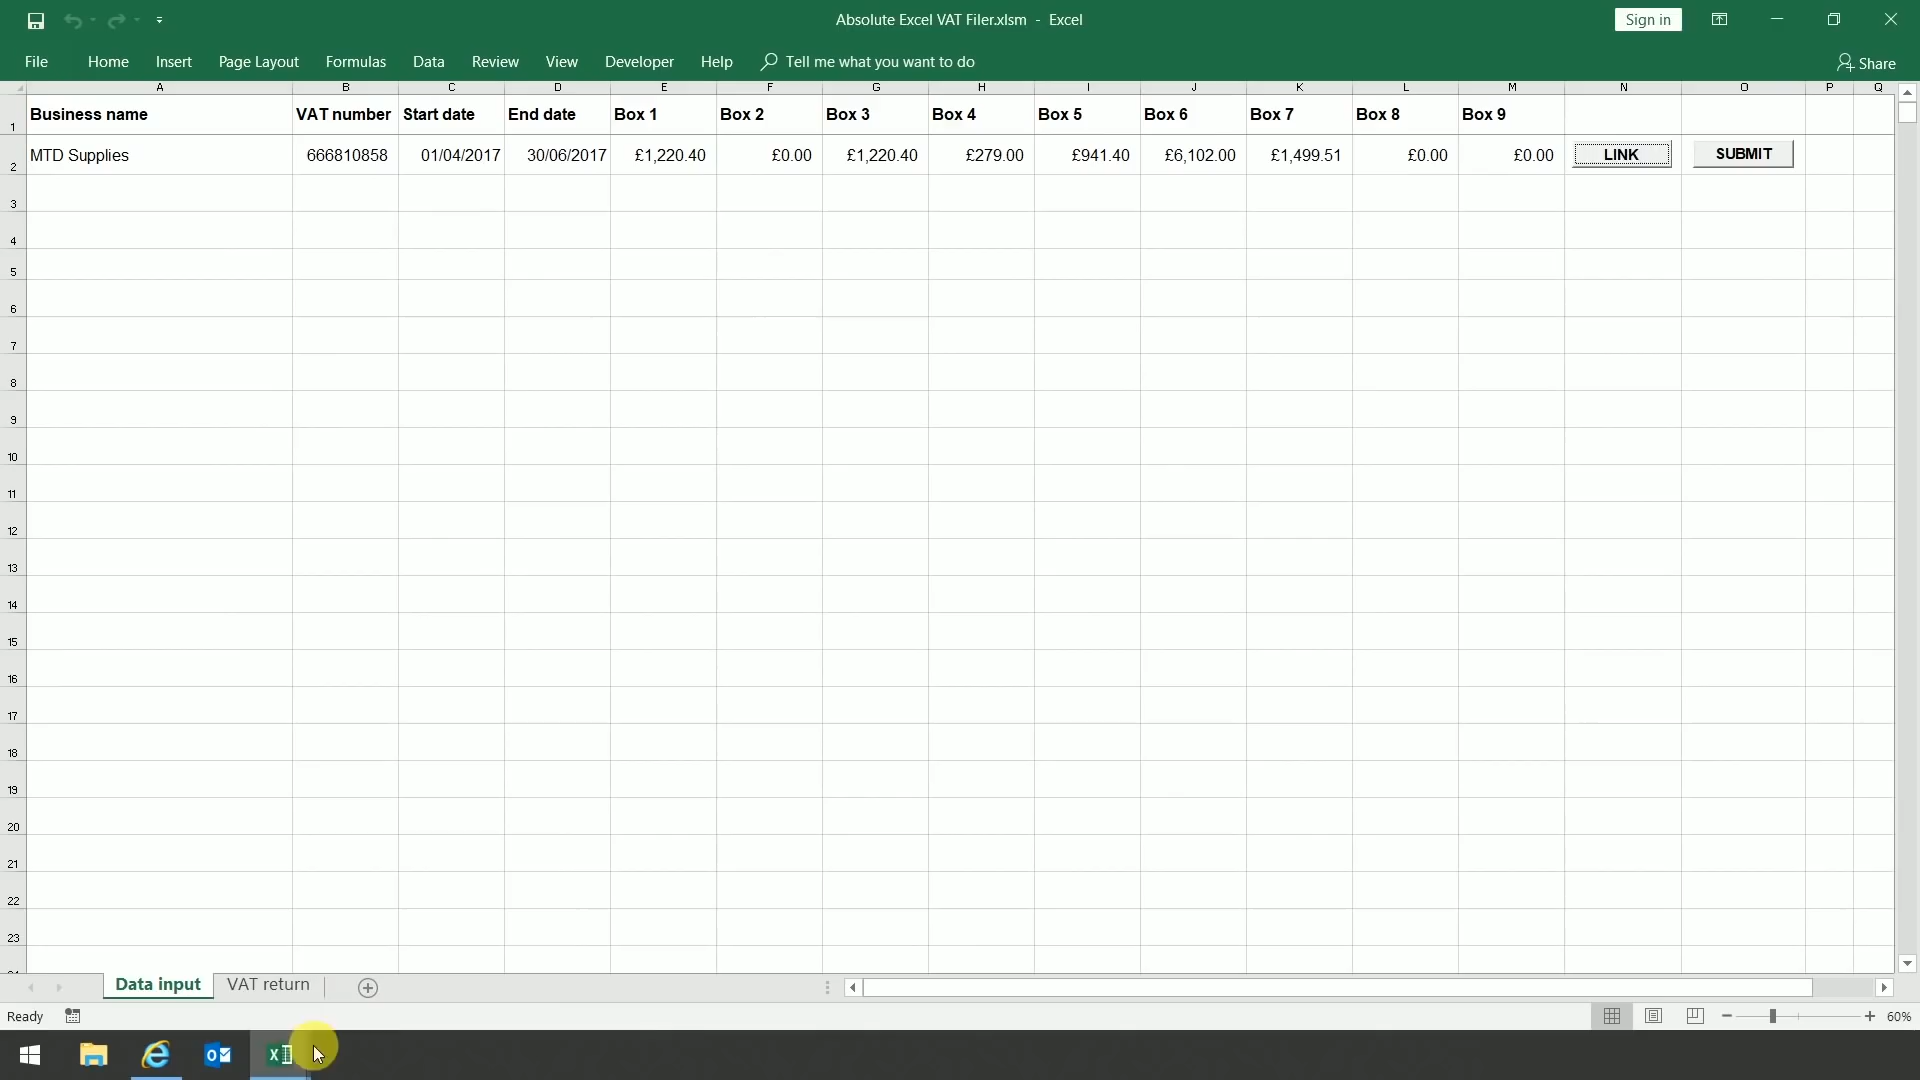 Absolute Excel VAT Filer.xlsm - Excel
Sign in
File Home Insert Page Layout Formulas Data Review View Developer Help Tell me what you want to do
Share
A B C D E F G H I J K L M N O P Q
1 Business name VAT number Start date End date Box 1 Box 2 Box 3 Box 4 Box 5 Box 6 Box 7 Box 8 Box 9
2 MTD Supplies 666810858 01/04/2017 30/06/2017 £1,220.40 £0.00 £1,220.40 £279.00 £941.40 £6,102.00 £1,499.51 £0.00 £0.00 LINK SUBMIT
3
4
5
6
7
8
9
10
11
12
13
14
15
16
17
18
19
20
21
22
23
Data input VAT return
Ready
60%